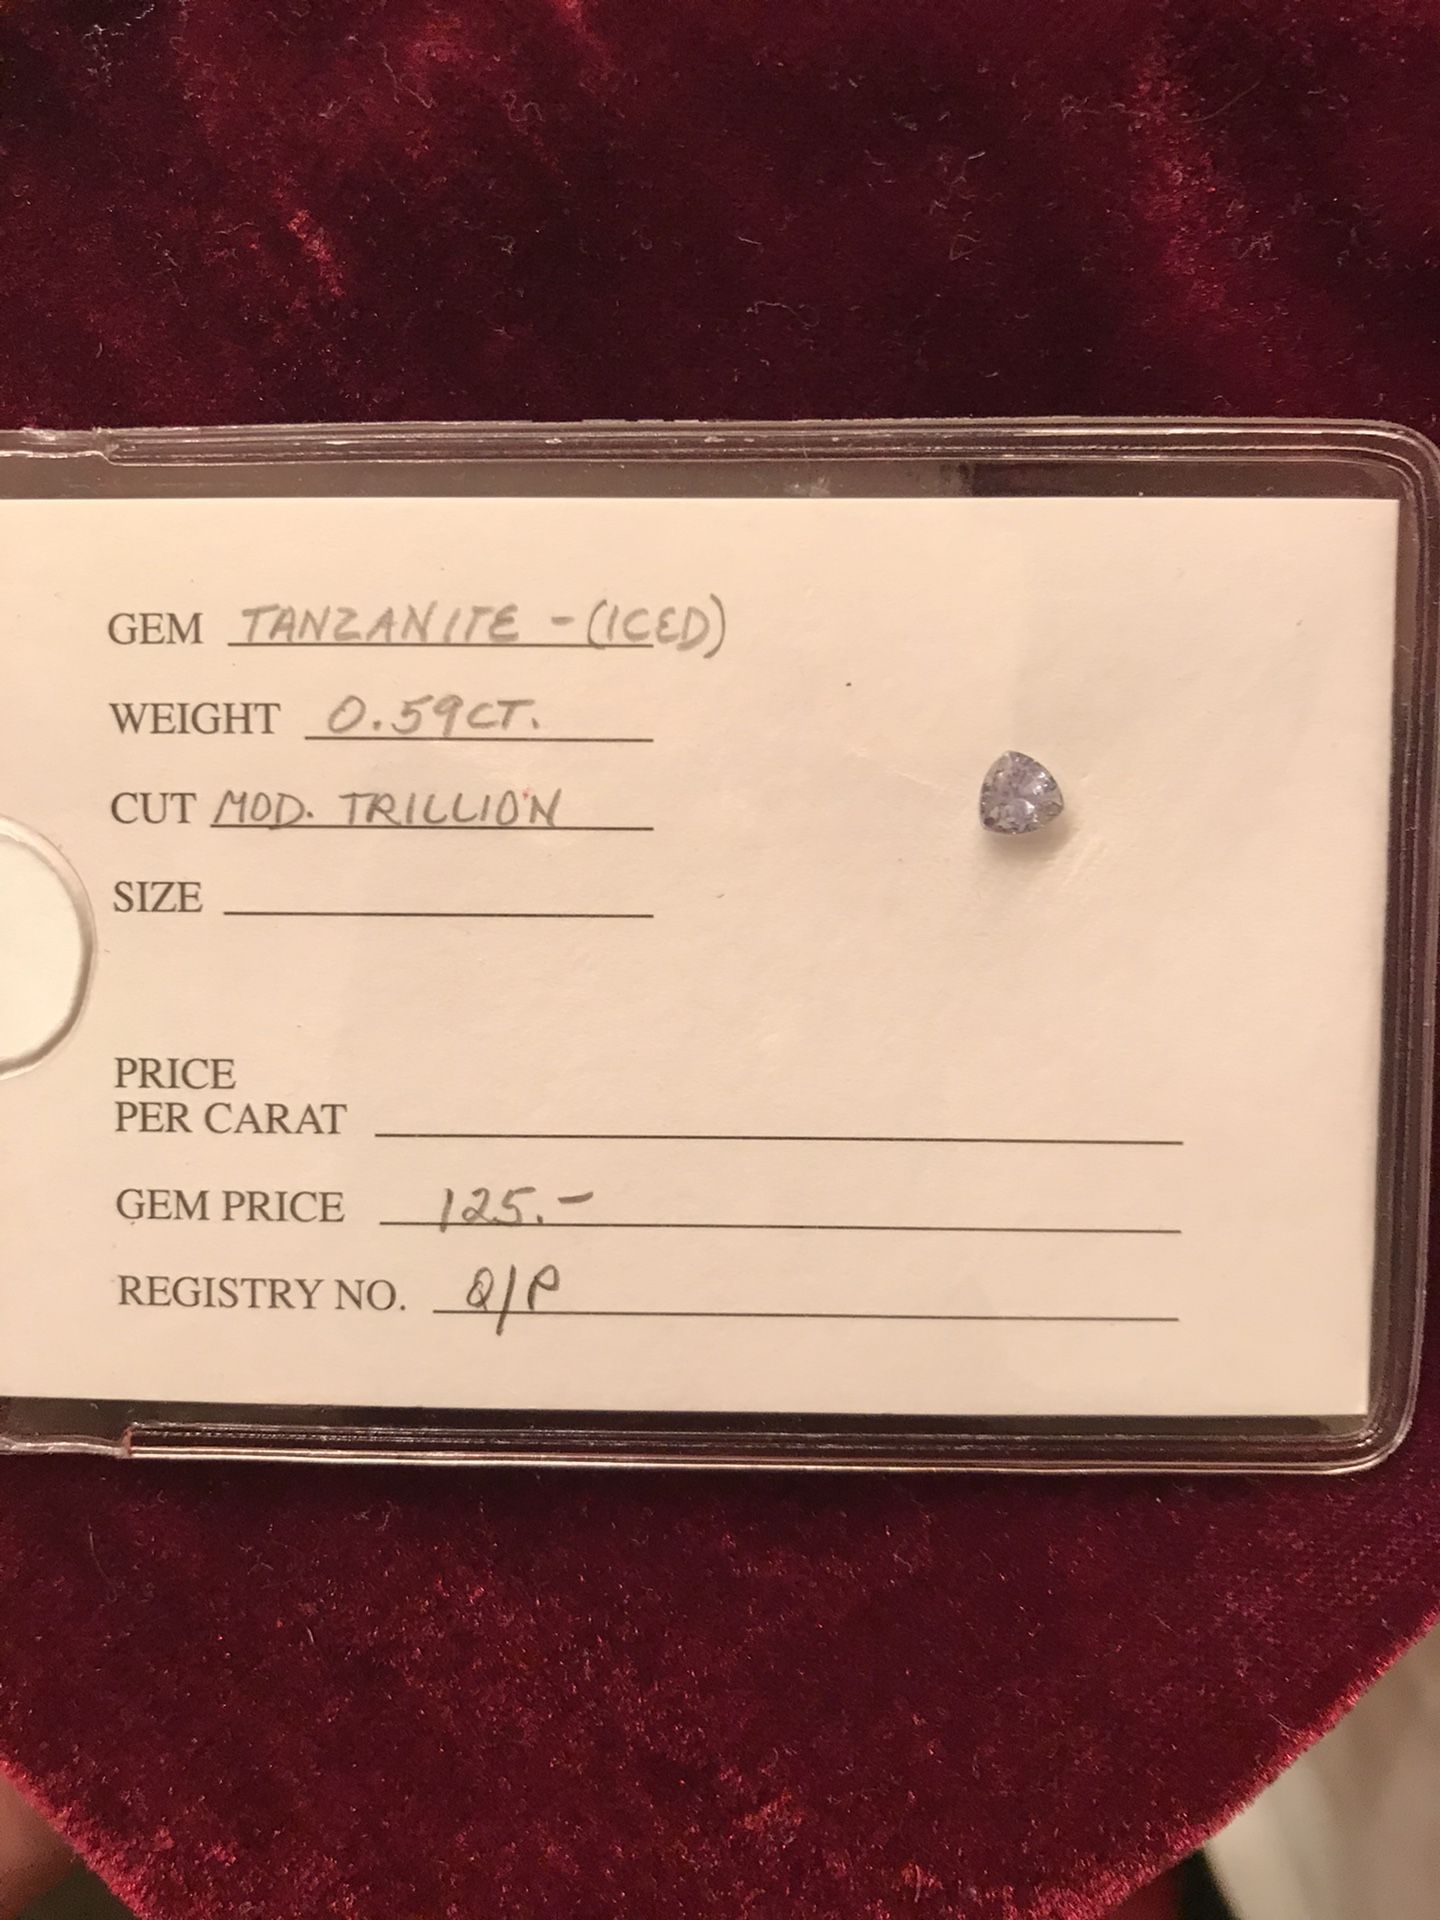 GEM TANZANITE - (ICED)
WEIGHT 0.59CT.
CUT MOD. TRILLION
SIZE
PRICE
PER CARAT
GEM PRICE 125.-
REGISTRY NO. Q/P